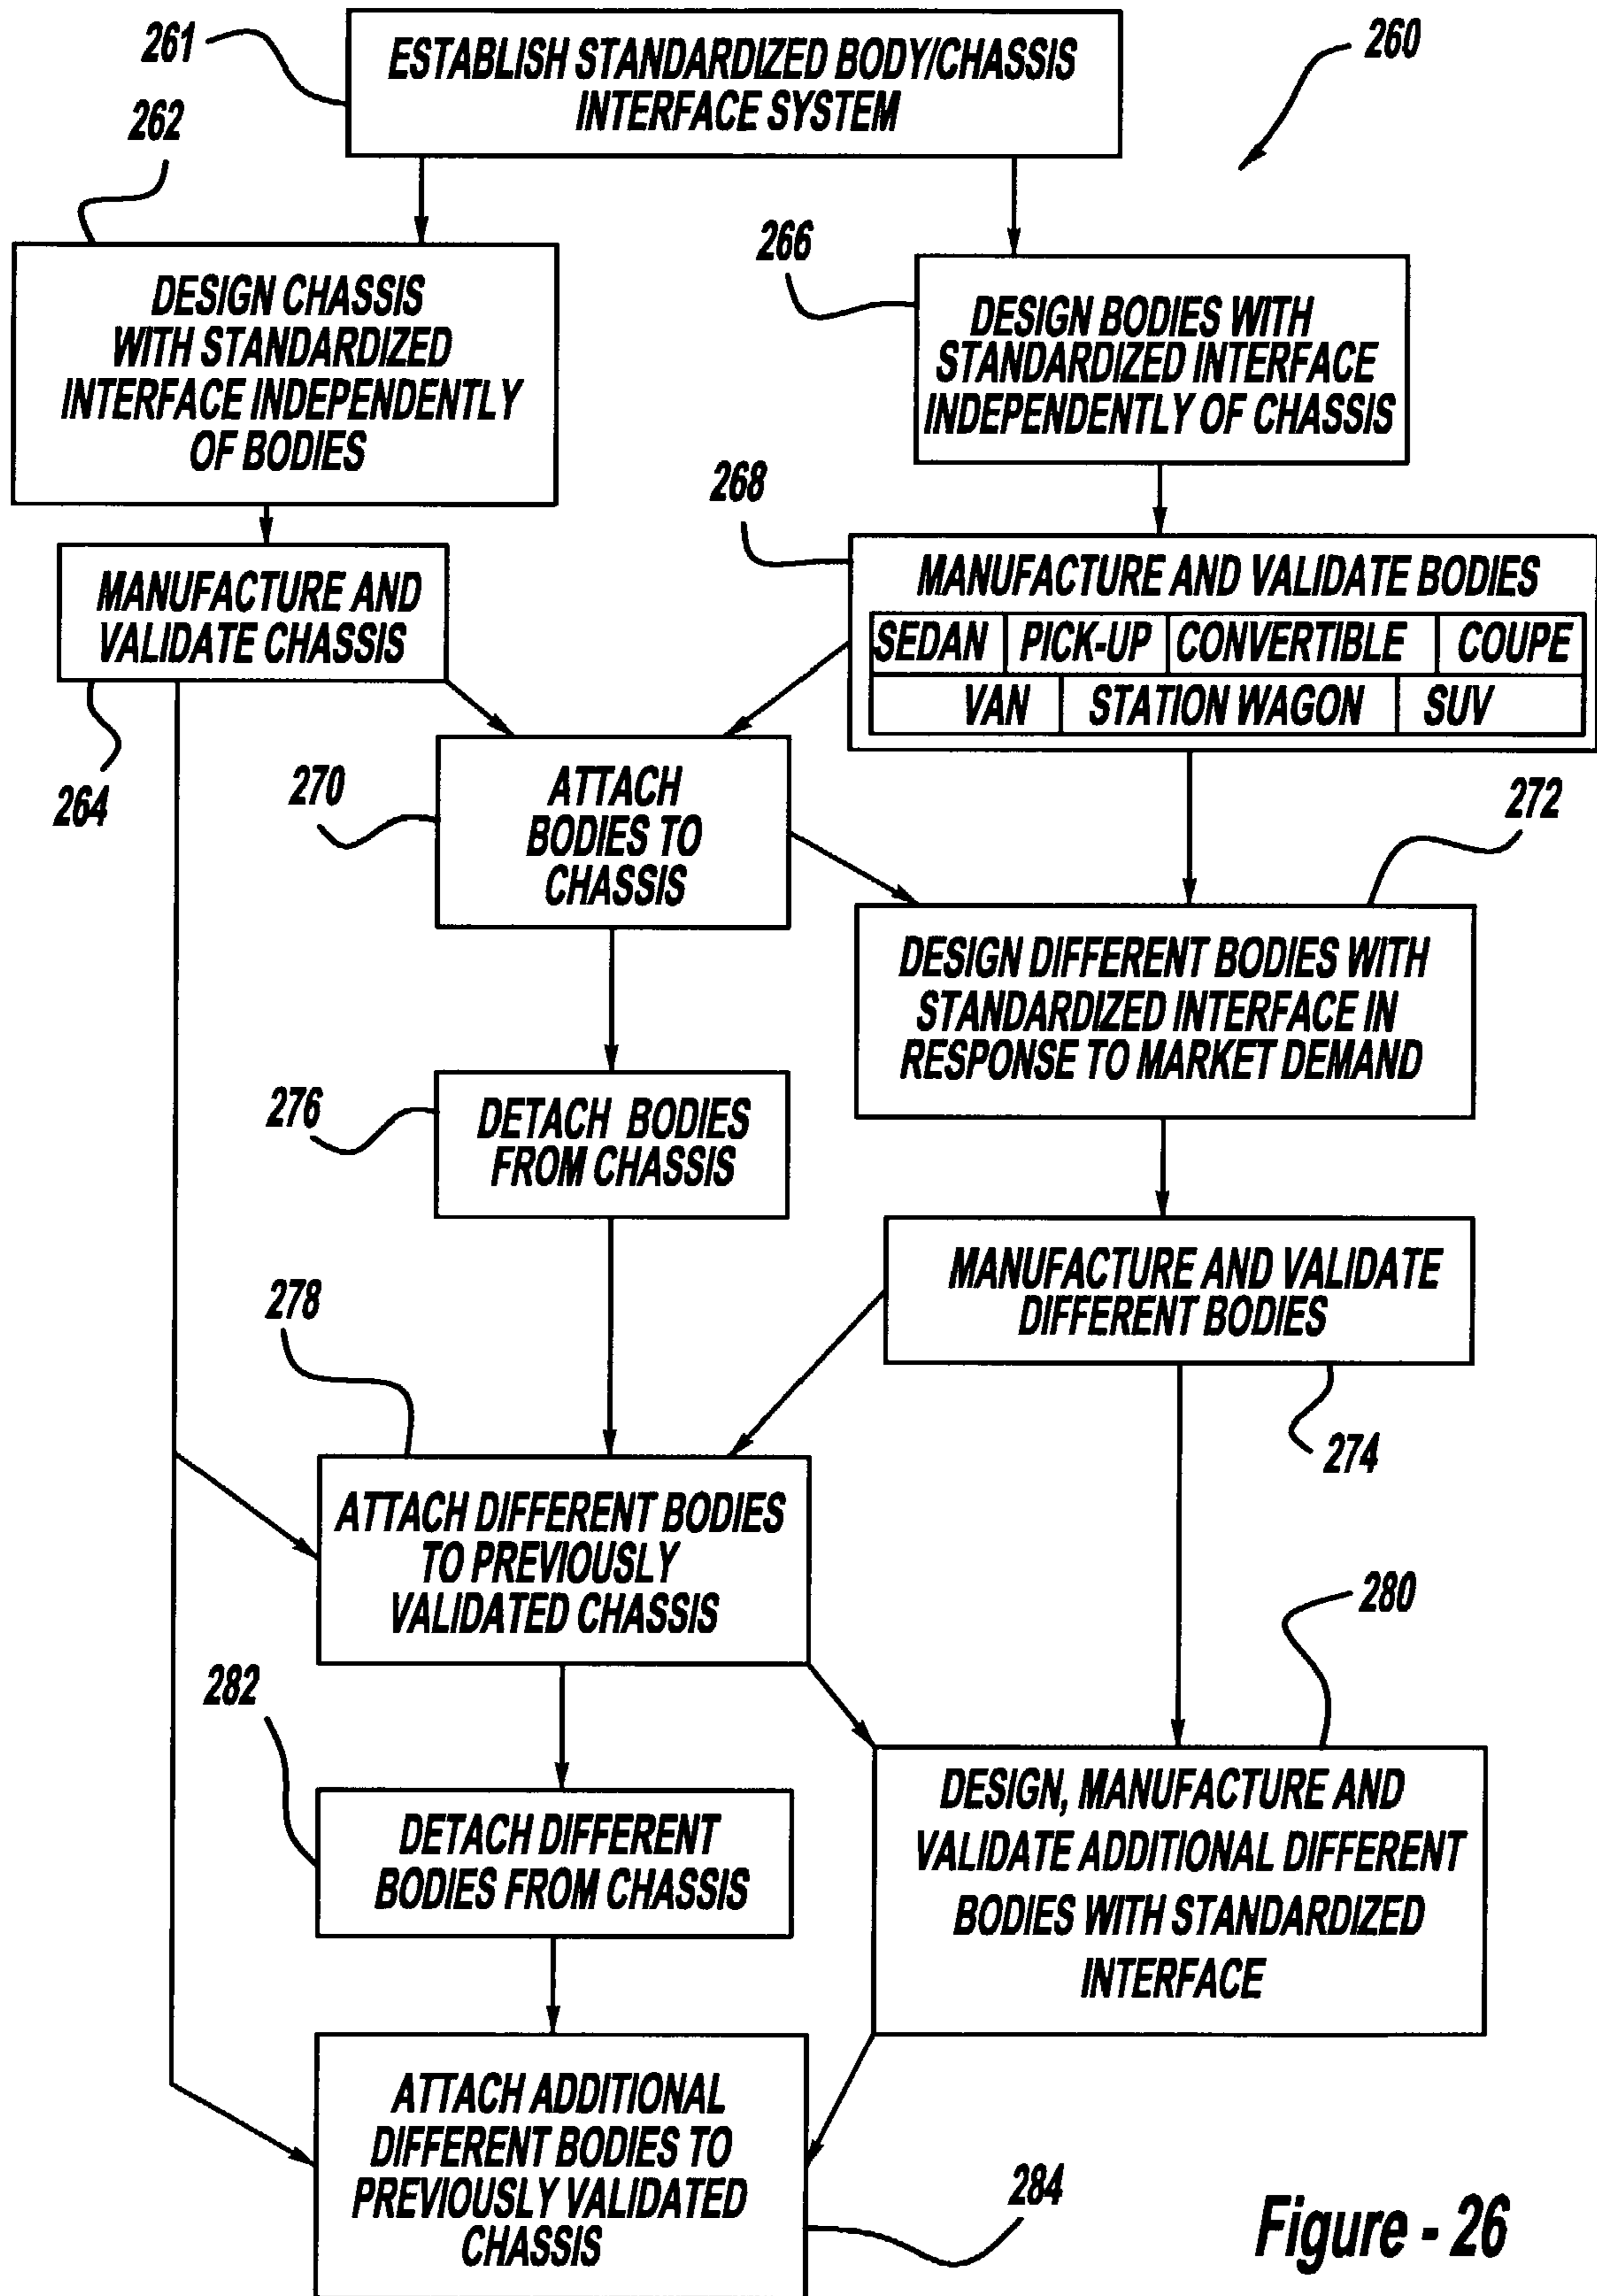 261
ESTABLISH STANDARDIZED BODY/CHASSIS
INTERFACE SYSTEM
260
262
DESIGN CHASSIS
WITH STANDARDIZED
INTERFACE INDEPENDENTLY
OF BODIES
266
DESIGN BODIES WITH
STANDARDIZED INTERFACE
INDEPENDENTLY OF CHASSIS
268
MANUFACTURE AND
VALIDATE CHASSIS
264
MANUFACTURE AND VALIDATE BODIES
SEDAN PICK-UP CONVERTIBLE COUPE
VAN STATION WAGON SUV
270
ATTACH
BODIES TO
CHASSIS
272
DESIGN DIFFERENT BODIES WITH
STANDARDIZED INTERFACE IN
RESPONSE TO MARKET DEMAND
276
DETACH BODIES
FROM CHASSIS
MANUFACTURE AND VALIDATE
DIFFERENT BODIES
274
278
ATTACH DIFFERENT BODIES
TO PREVIOUSLY
VALIDATED CHASSIS
280
282
DETACH DIFFERENT
BODIES FROM CHASSIS
DESIGN, MANUFACTURE AND
VALIDATE ADDITIONAL DIFFERENT
BODIES WITH STANDARDIZED
INTERFACE
ATTACH ADDITIONAL
DIFFERENT BODIES TO
PREVIOUSLY VALIDATED
CHASSIS
284
Figure - 26